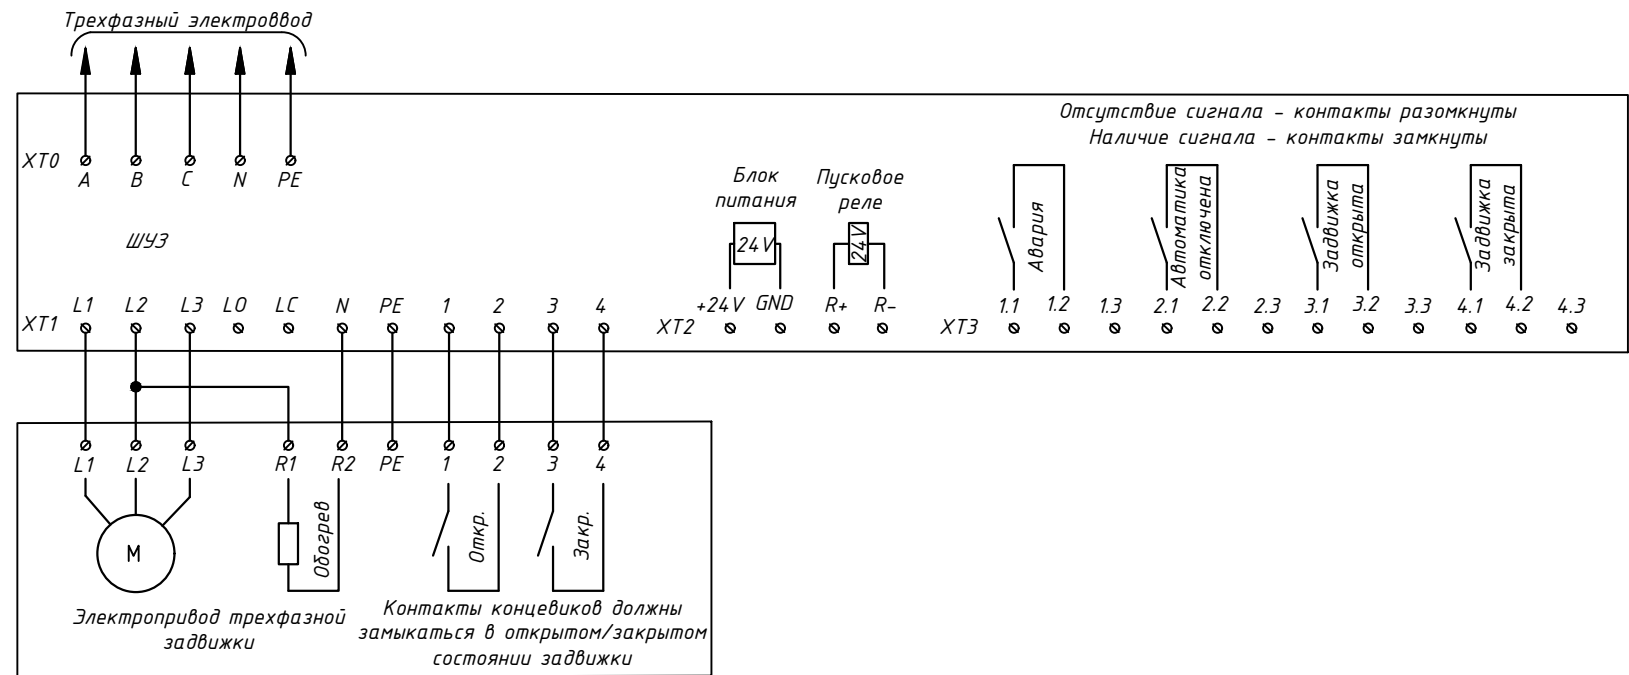 Трехфазный электроввод
Отсутствие сигнала - контакты разомкнуты
Наличие сигнала - контакты замкнуты
XT0
A B C N PE
ШУЗ
Блок
питания
24V
Пусковое
реле
24V
Авария
Автоматика
отключена
Задвижка
открыта
Задвижка
закрыта
XT1 L1 L2 L3 LO LC N PE 1 2 3 4
XT2 +24V GND R+ R-
XT3 1.1 1.2 1.3 2.1 2.2 2.3 3.1 3.2 3.3 4.1 4.2 4.3
L1 L2 L3 R1 R2 PE 1 2 3 4
M
Обогрев
Откр.
Закр.
Электропривод трехфазной
задвижки
Контакты концевиков должны
замыкаться в открытом/закрытом
состоянии задвижки